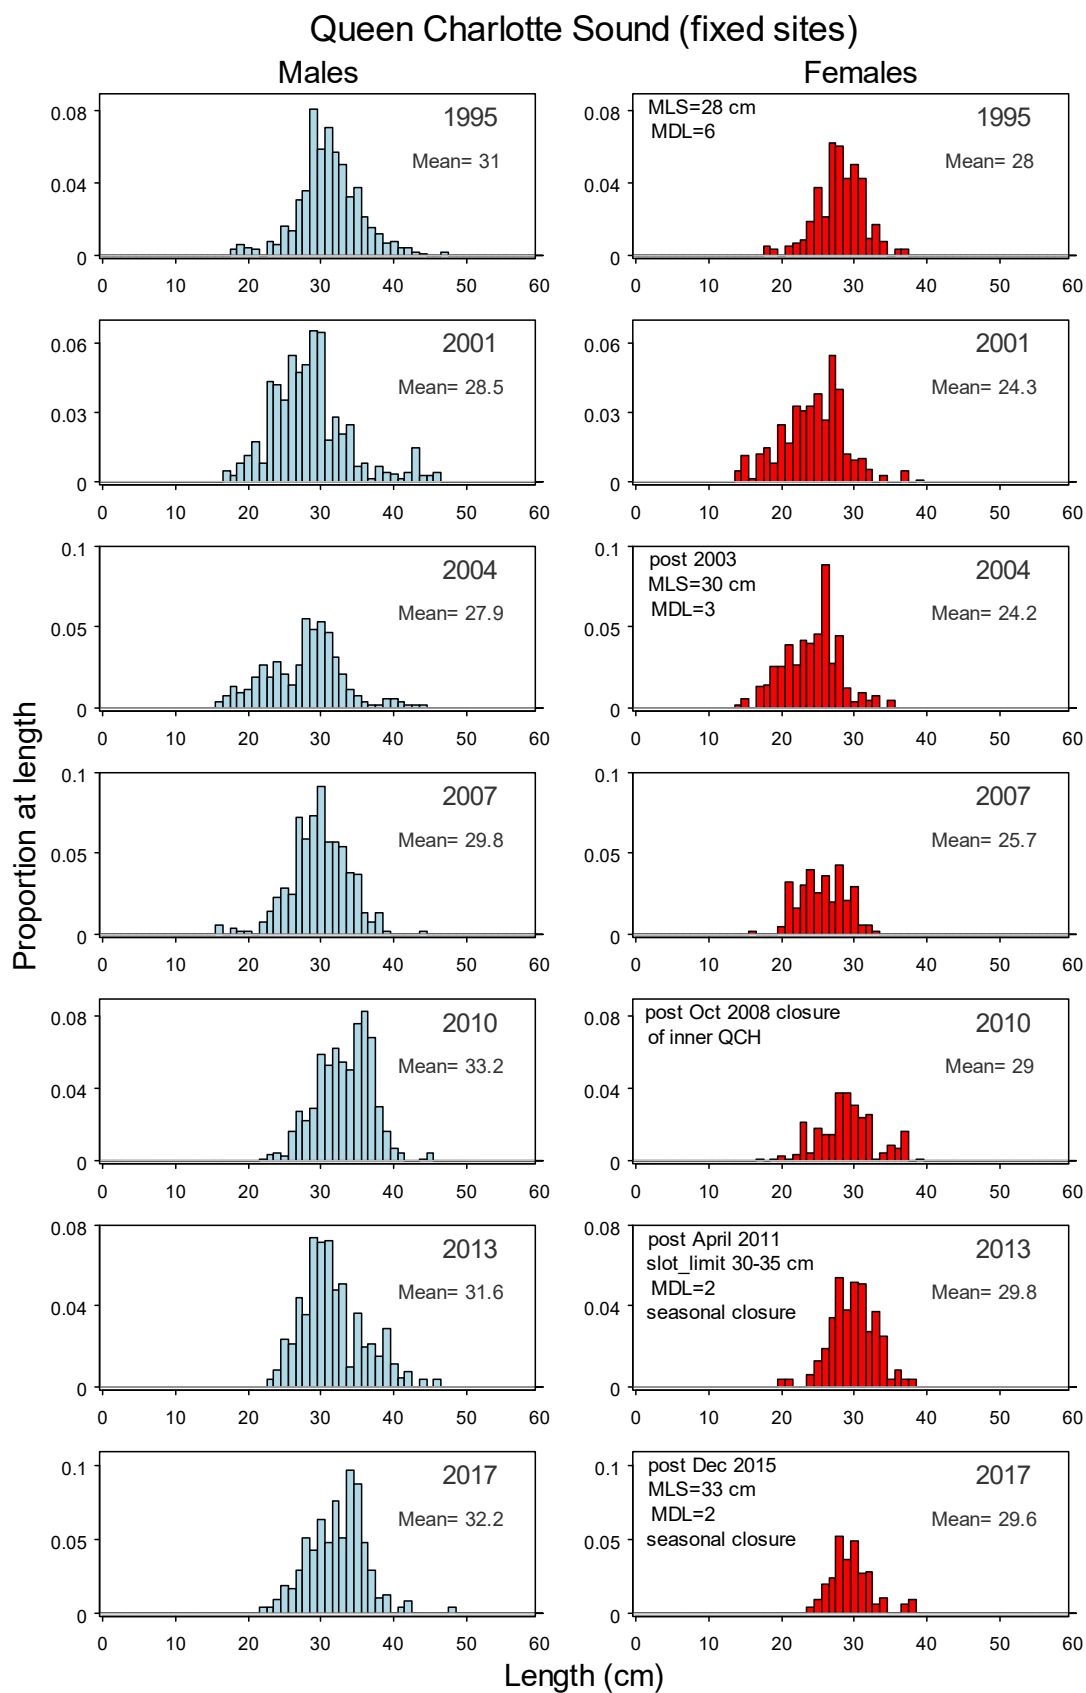 Queen Charlotte Sound (fixed sites)
Males
Females
Proportion at length
0.08
0.04
0
1995
Mean= 31
0 10 20 30 40 50 60
0.08
0.04
0
MLS=28 cm
MDL=6
1995
Mean= 28
0 10 20 30 40 50 60
0.06
0.03
0
2001
Mean= 28.5
0 10 20 30 40 50 60
0.06
0.03
0
2001
Mean= 24.3
0 10 20 30 40 50 60
0.1
0.05
0
2004
Mean= 27.9
0 10 20 30 40 50 60
0.1
0.05
0
post 2003
MLS=30 cm
MDL=3
2004
Mean= 24.2
0 10 20 30 40 50 60
0.1
0.05
0
2007
Mean= 29.8
0 10 20 30 40 50 60
0.1
0.05
0
2007
Mean= 25.7
0 10 20 30 40 50 60
0.08
0.04
0
2010
Mean= 33.2
0 10 20 30 40 50 60
0.08
0.04
0
post Oct 2008 closure
of inner QCH
2010
Mean= 29
0 10 20 30 40 50 60
0.08
0.04
0
2013
Mean= 31.6
0 10 20 30 40 50 60
0.08
0.04
0
post April 2011
slot_limit 30-35 cm
MDL=2
seasonal closure
2013
Mean= 29.8
0 10 20 30 40 50 60
0.1
0.05
0
2017
Mean= 32.2
0 10 20 30 40 50 60
0.1
0.05
0
post Dec 2015
MLS=33 cm
MDL=2
seasonal closure
2017
Mean= 29.6
0 10 20 30 40 50 60
Length (cm)